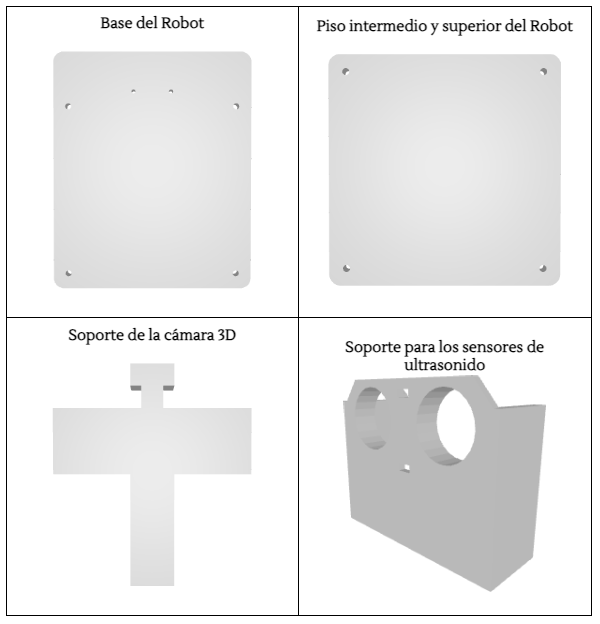 Base del Robot
Piso intermedio y superior del Robot
Soporte de la cámara 3D
Soporte para los sensores de
ultrasonido